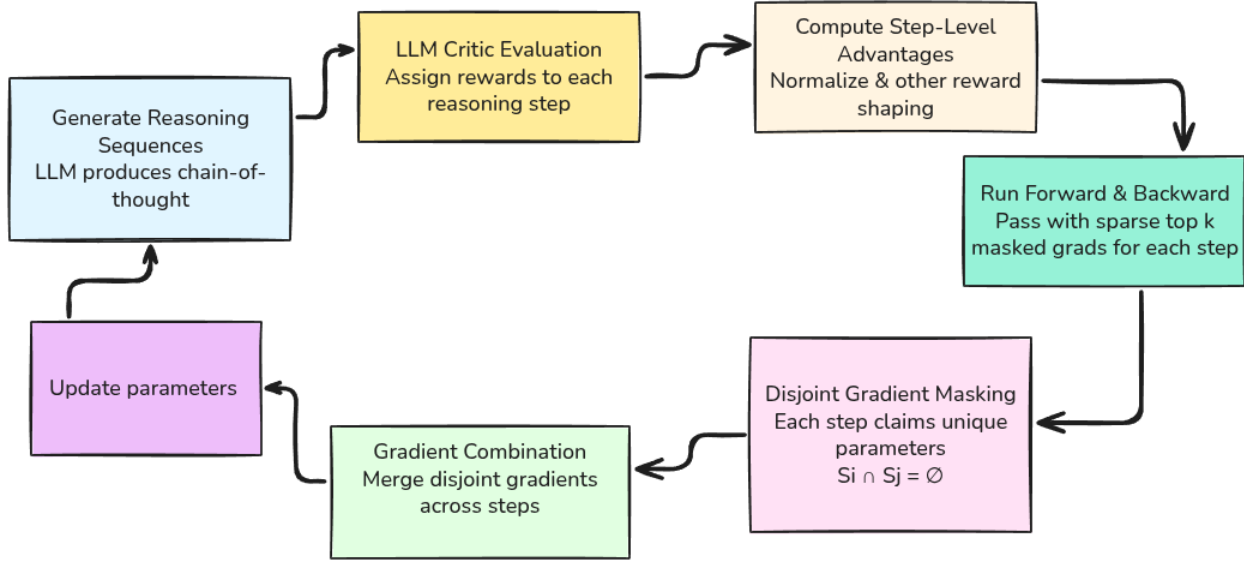 Generate Reasoning
Sequences
LLM produces chain-of-
thought
LLM Critic Evaluation
Assign rewards to each
reasoning step
Compute Step-Level
Advantages
Normalize & other reward
shaping
Run Forward & Backward
Pass with sparse top k
masked grads for each step
Disjoint Gradient Masking
Each step claims unique
parameters
Si ∩ Sj = ∅
Gradient Combination
Merge disjoint gradients
across steps
Update parameters